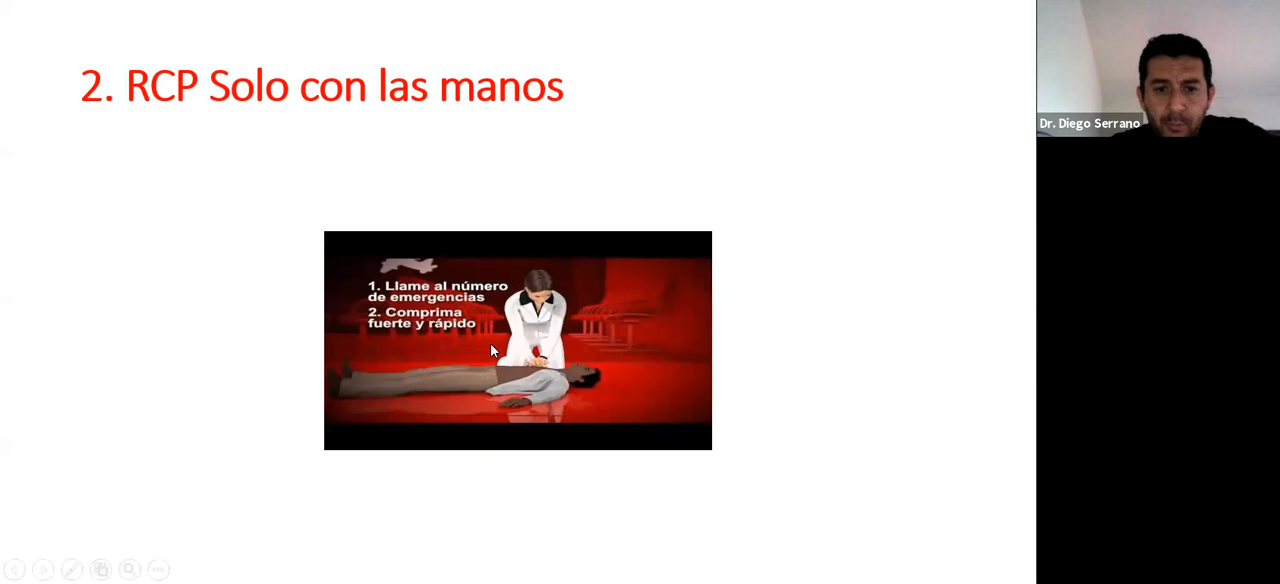 2. RCP Solo con las manos
1. Llame al número
de emergencias
2. Comprima
fuerte y rápido
Dr. Diego Serrano